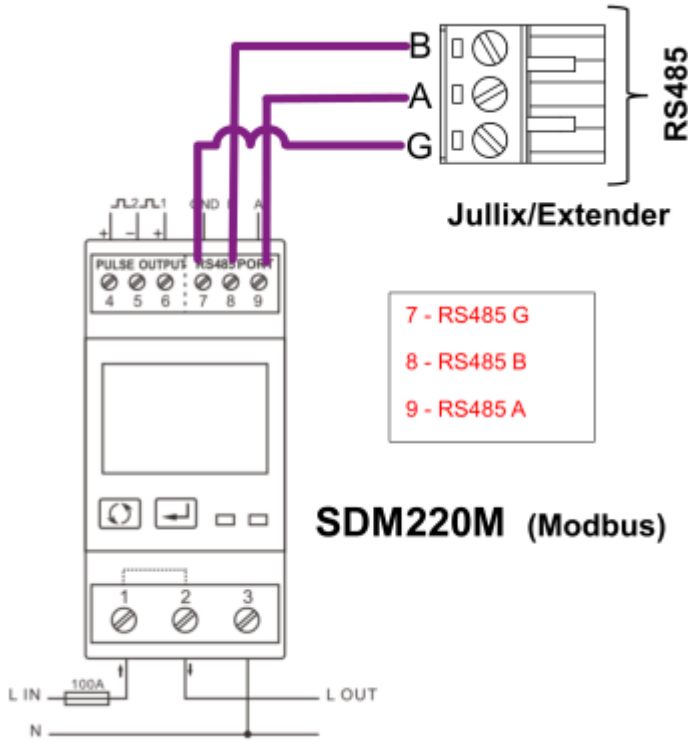 B
A
G
RS485
Jullix/Extender
2 1
+ − +
GND A
PULSE OUTPUT RS485 PORT
4 5 6 7 8 9
7 - RS485 G
8 - RS485 B
9 - RS485 A
SDM220M (Modbus)
1 2 3
100A
L IN
L OUT
N